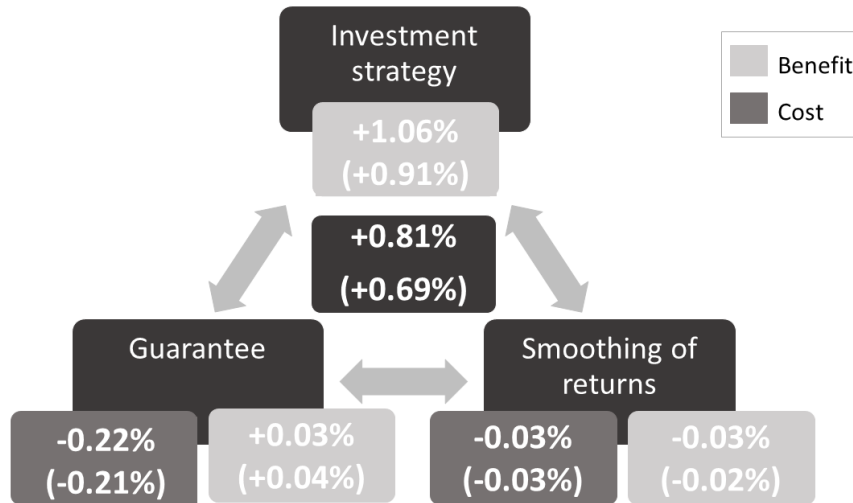 Investment
strategy
Benefit
Cost
+1.06%
(+0.91%)
+0.81%
(+0.69%)
Guarantee
Smoothing of
returns
-0.22%
(-0.21%)
+0.03%
(+0.04%)
-0.03%
(-0.03%)
-0.03%
(-0.02%)